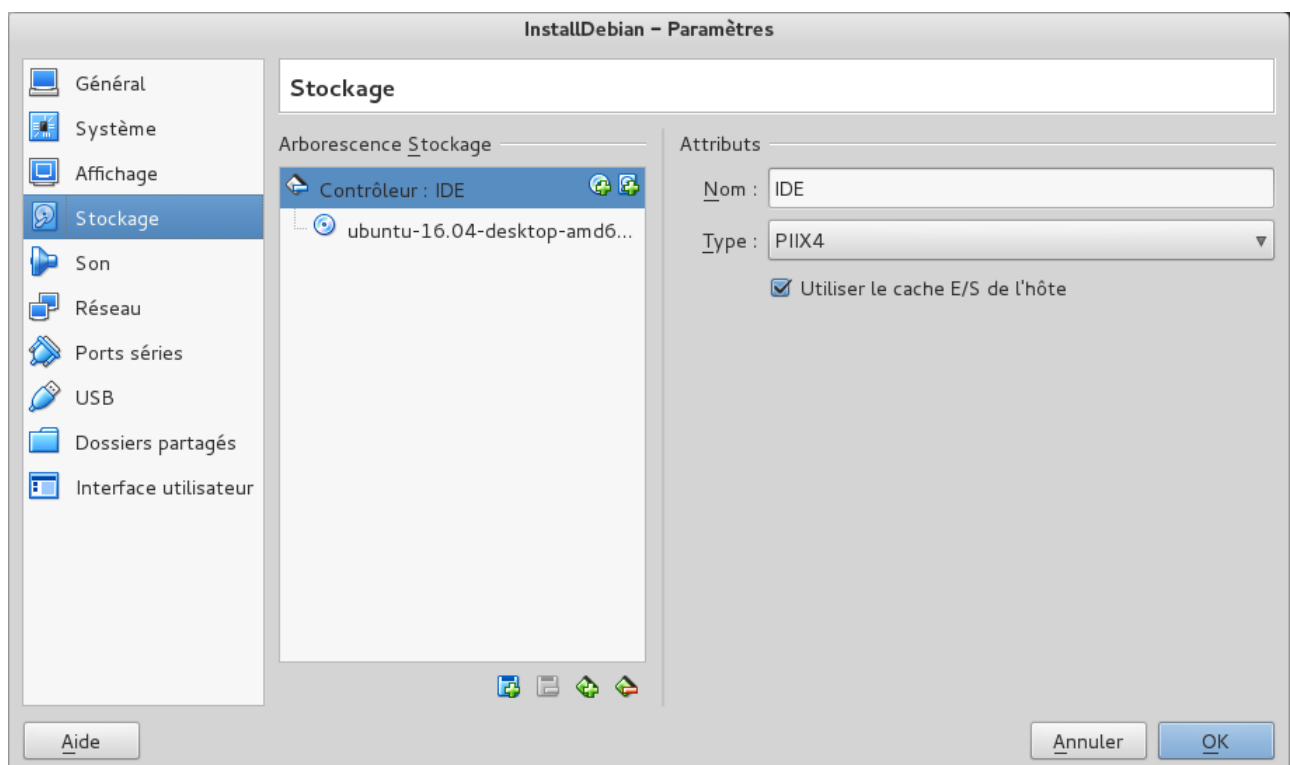 InstallDebian – Paramètres
Général
Système
Affichage
Stockage
Son
Réseau
Ports séries
USB
Dossiers partagés
Interface utilisateur
Stockage
Arborescence Stockage
Contrôleur : IDE
ubuntu-16.04-desktop-amd6...
Attributs
Nom : IDE
Type : PIIX4
Utiliser le cache E/S de l'hôte
Aide
Annuler
OK